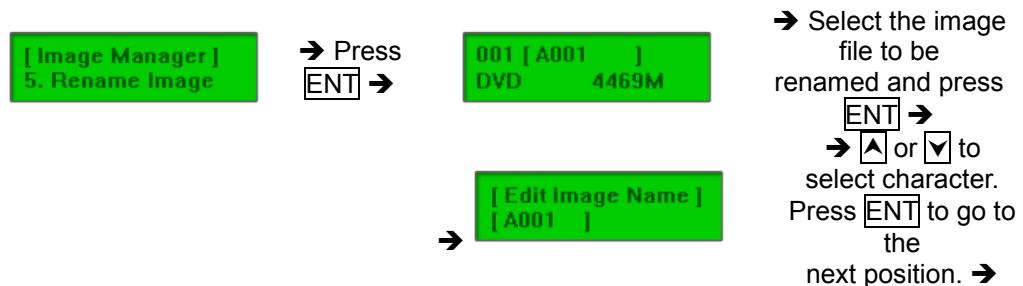 [ Image Manager ]
5. Rename Image
➔ Press
ENT ➔
001 [ A001 ]
DVD 4469M
➔ Select the image
file to be
renamed and press
ENT ➔
➔ or to
select character.
Press ENT to go to
the
next position. ➔
➔
[ Edit Image Name ]
[ A001 ]